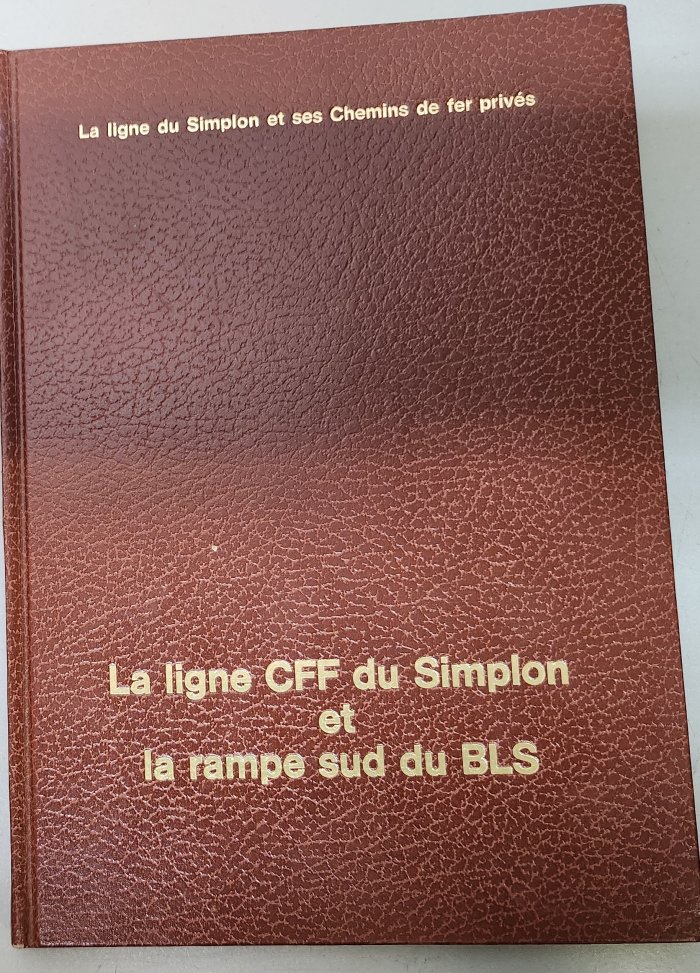 La ligne du Simplon et ses Chemins de fer privés
La ligne CFF du Simplon
et
la rampe sud du BLS